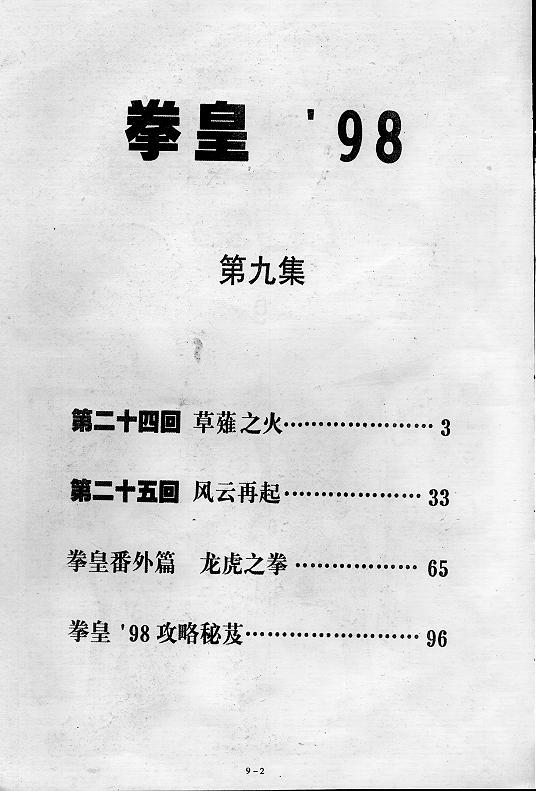 拳皇 '98
第九集
第二十四回 草薙之火…………………… 3
第二十五回 风云再起………………… 33
拳皇番外篇 龙虎之拳……………… 65
拳皇 '98 攻略秘芨……………………… 96
9-2